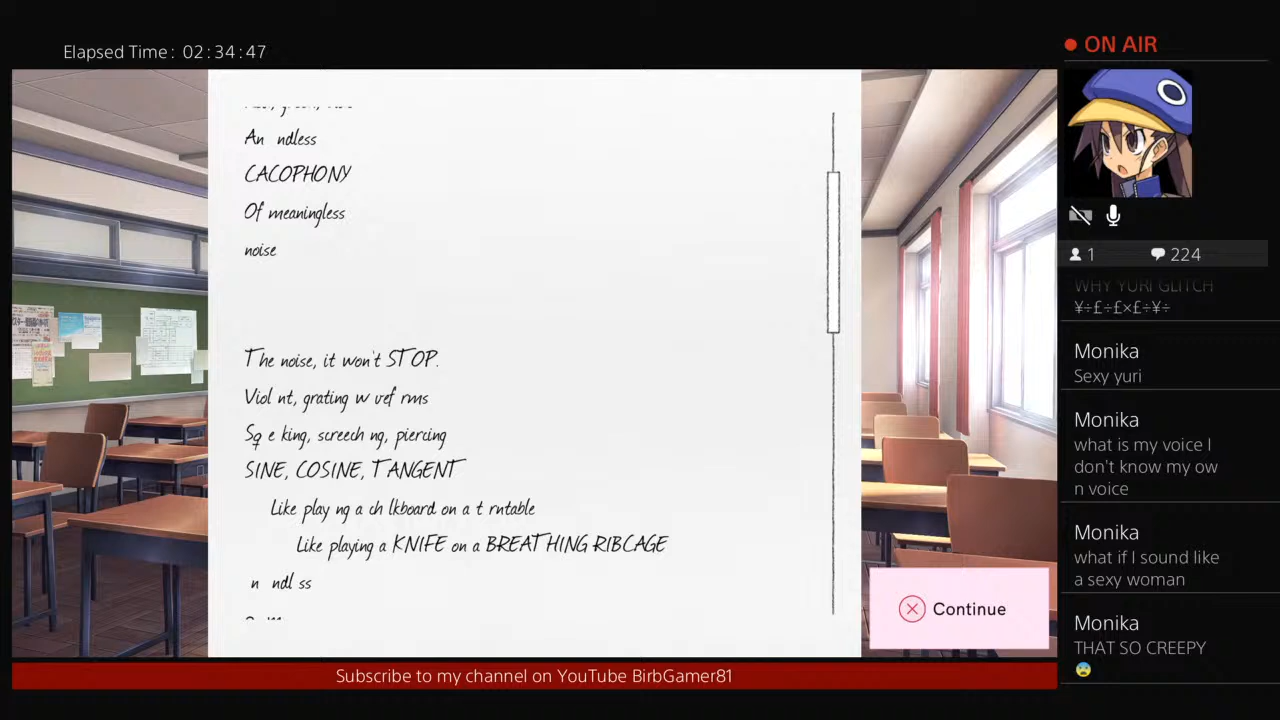 Elapsed Time: 02:34:47
ON AIR
An ndless
CACOPHONY
Of meaningless
noise
The noise, it won't STOP.
Viol nt, grating w vef rms
Sq e king, screech ng, piercing
SINE, COSINE, TANGENT
Like play ng a ch lkboard on a t rntable
Like playing a KNIFE on a BREATHING RIBCAGE
n ndl ss
Continue
1 224
WHY YURI GLITCH
¥÷£÷£×£÷¥÷
Monika
Sexy yuri
Monika
what is my voice I
don't know my ow
n voice
Monika
what if I sound like
a sexy woman
Monika
THAT SO CREEPY
😨
Subscribe to my channel on YouTube BirbGamer81